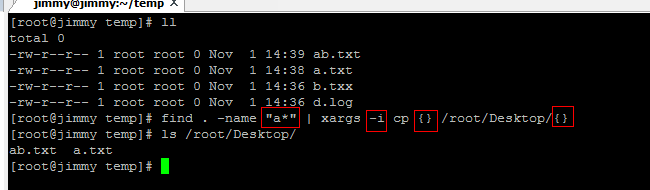 jimmy@jimmy:~/temp X
[root@jimmy temp]# ll
total 0
-rw-r--r-- 1 root root 0 Nov  1 14:39 ab.txt
-rw-r--r-- 1 root root 0 Nov  1 14:38 a.txt
-rw-r--r-- 1 root root 0 Nov  1 14:36 b.txx
-rw-r--r-- 1 root root 0 Nov  1 14:36 d.log
[root@jimmy temp]# find . -name "a*" | xargs -i cp {} /root/Desktop/{}
[root@jimmy temp]# ls /root/Desktop/
ab.txt  a.txt
[root@jimmy temp]#